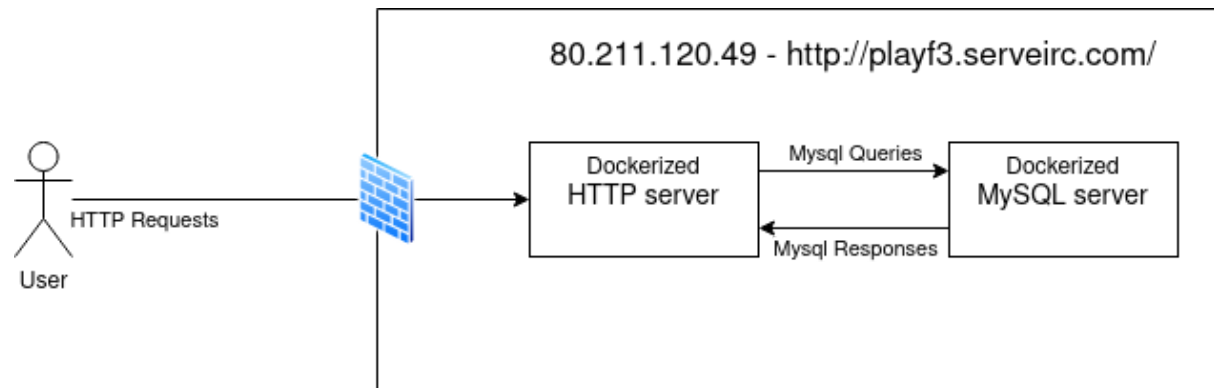 80.211.120.49 - http://playf3.serveirc.com/
Dockerized
HTTP server
Mysql Queries
Dockerized
MySQL server
HTTP Requests
Mysql Responses
User